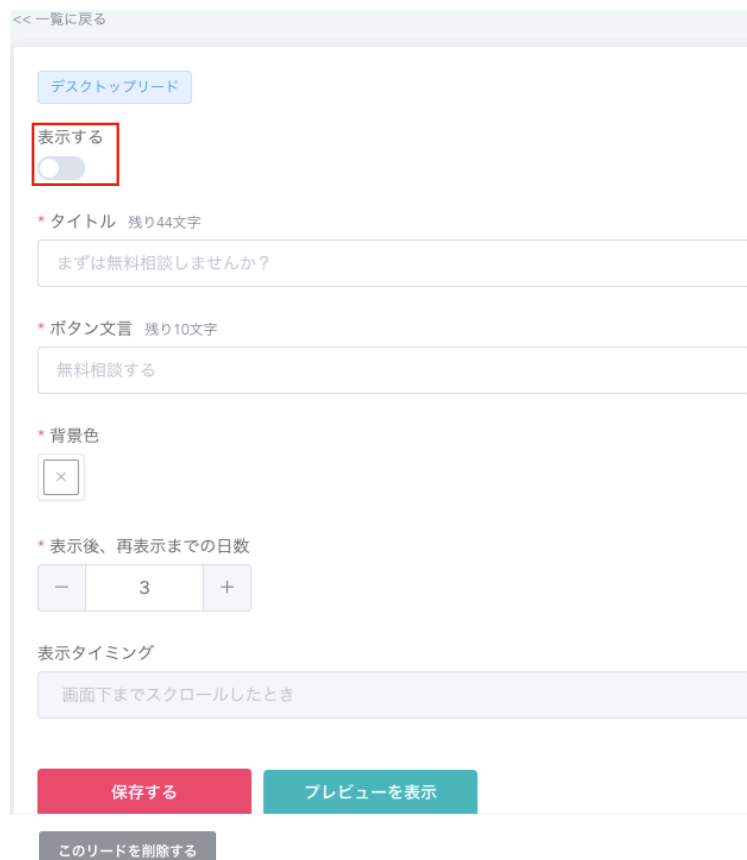 << 一覧に戻る
デスクトップリード
表示する
* タイトル 残り44文字
まずは無料相談しませんか？
* ボタン文言 残り10文字
無料相談する
* 背景色
×
* 表示後、再表示までの日数
− 3 +
表示タイミング
画面下までスクロールしたとき
保存する プレビューを表示
このリードを削除する